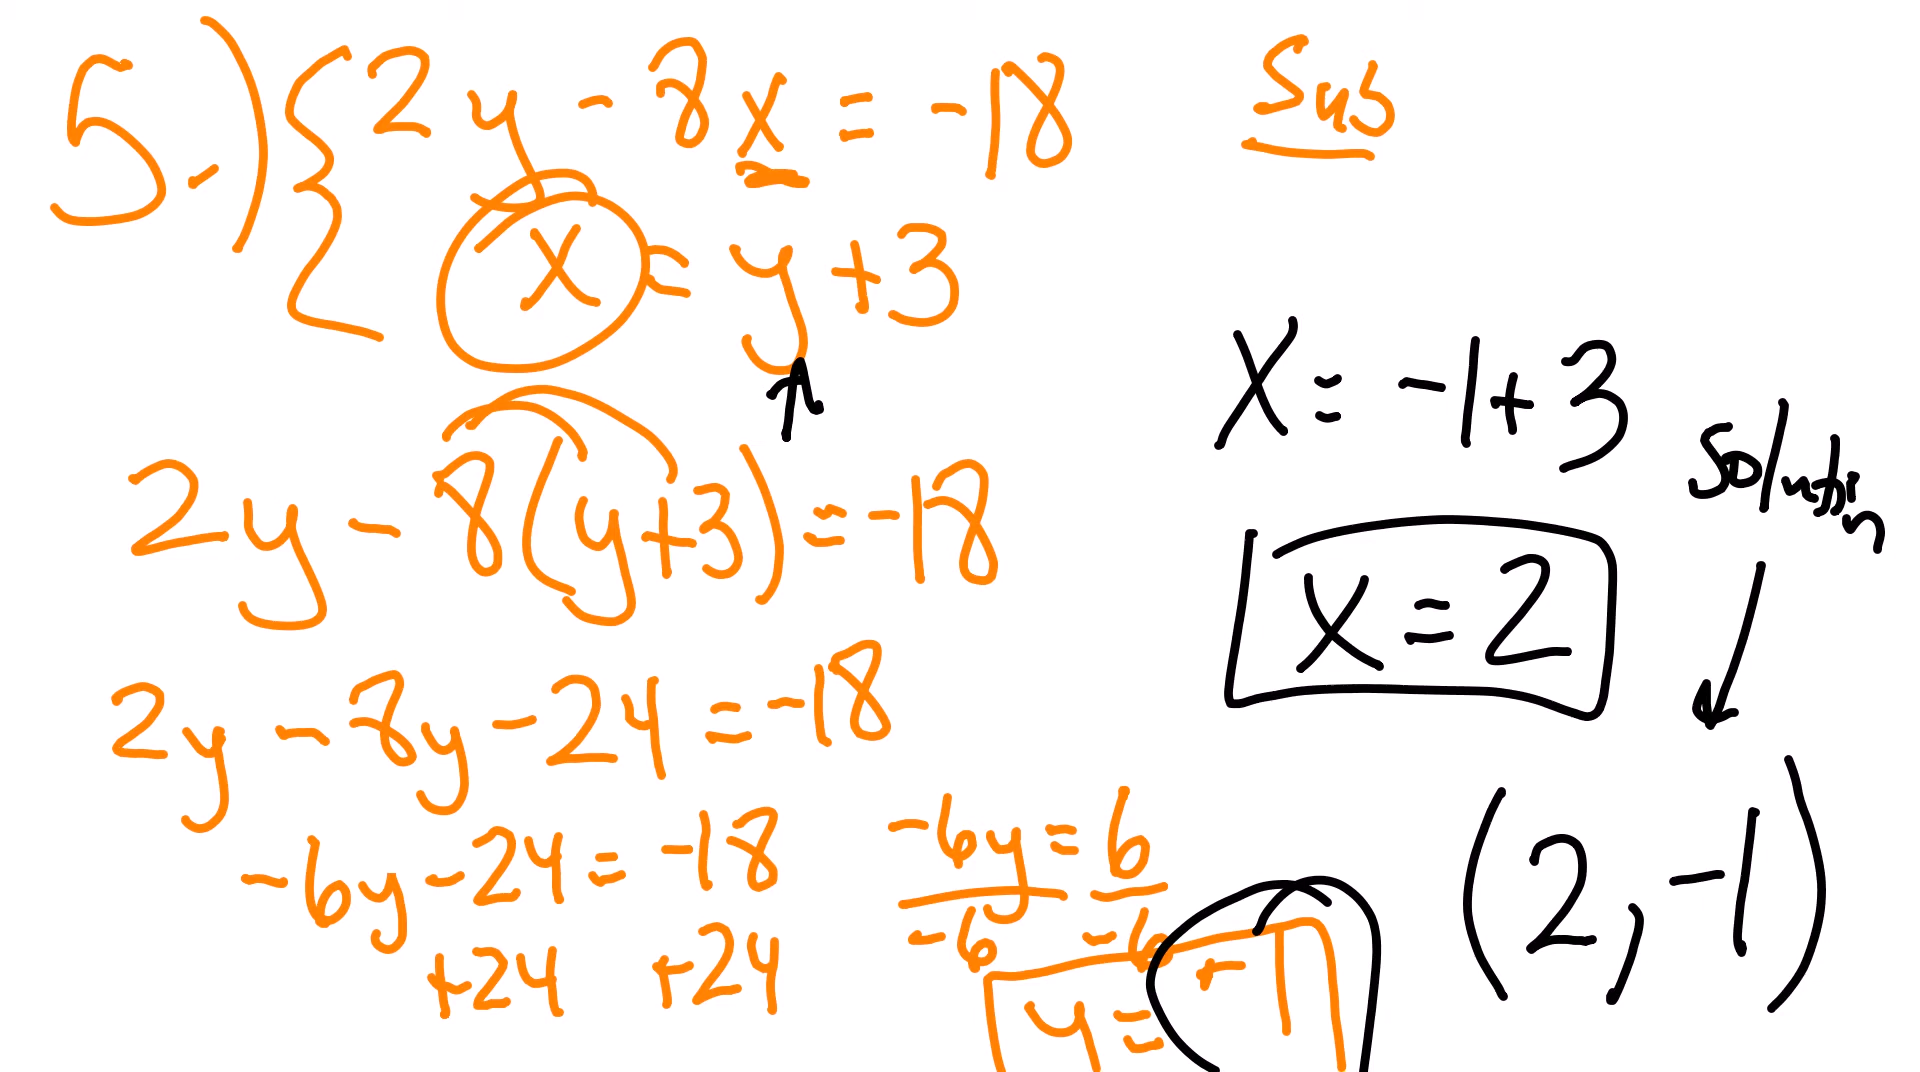 5.) { 2y - 8x = -18
x = y + 3
Sub
2y - 8(y+3) = -18
2y - 8y - 24 = -18
-6y - 24 = -18
+24 +24
-6y = 6
-6 -6
y = -1
x = -1 + 3
x = 2
solution
(2, -1)